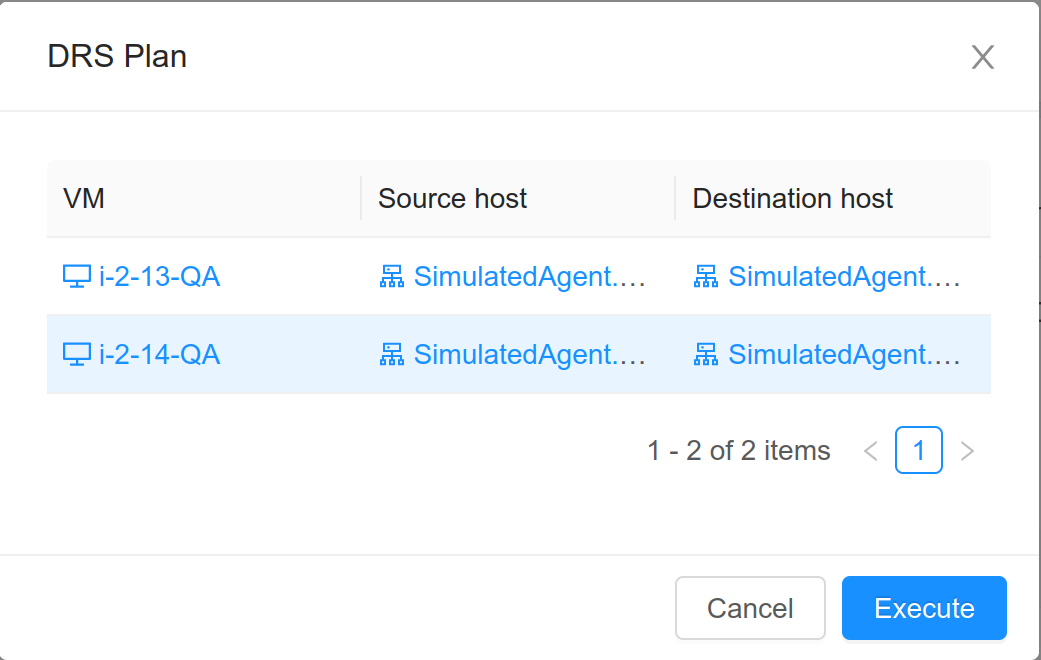 DRS Plan
VM Source host Destination host
i-2-13-QA SimulatedAgent.... SimulatedAgent....
i-2-14-QA SimulatedAgent.... SimulatedAgent....
1 - 2 of 2 items < 1 >
Cancel Execute